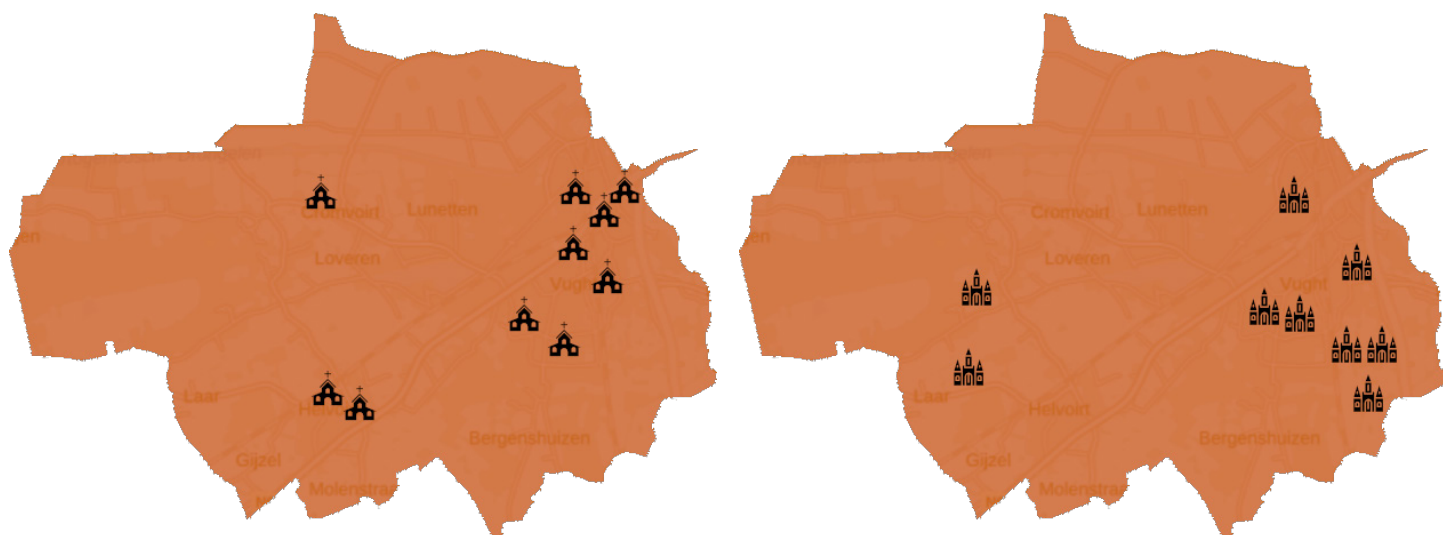 Cromvoirt Lunetten
Loveren
Vught
Laar
Helvoirt
Bergenshuizen
Gijzel
Molenstraat
Cromvoirt Lunetten
Loveren
Vught
Laar
Helvoirt
Bergenshuizen
Gijzel
Molenstraat